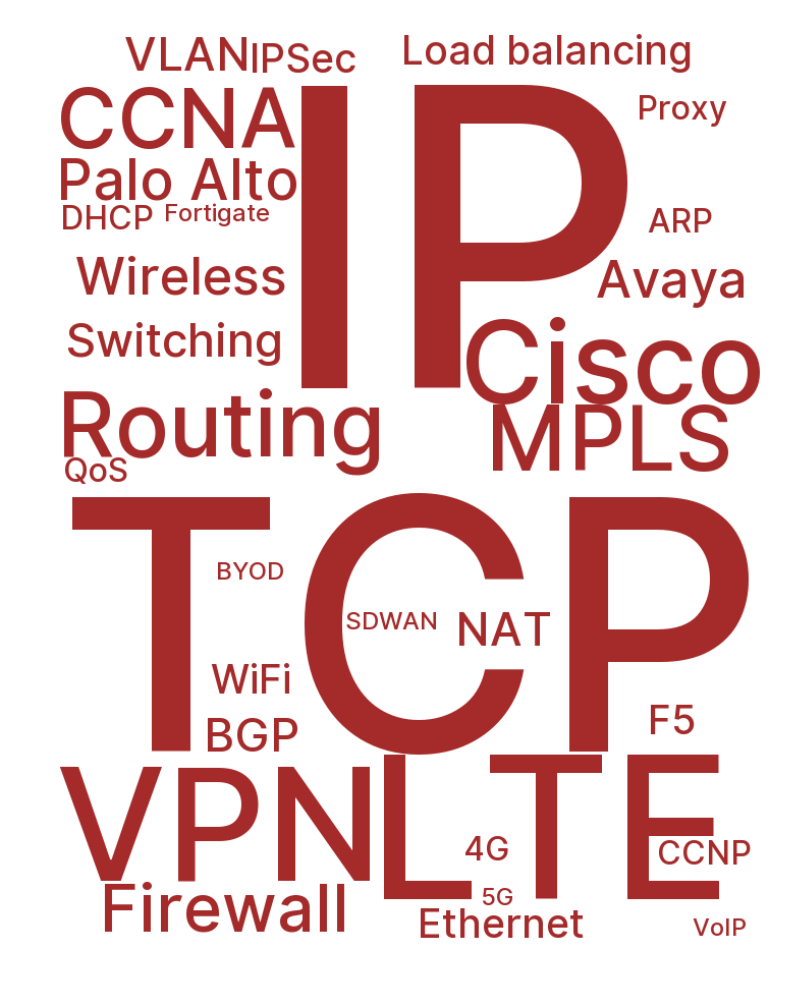 VLAN
IPSec
Load balancing
CCNA
IP
Proxy
Palo Alto
DHCP
Fortigate
ARP
Wireless
Avaya
Switching
Cisco
Routing
MPLS
QoS
TCP
BYOD
SDWAN
NAT
WiFi
BGP
F5
VPN
LTE
4G
CCNP
5G
Firewall
Ethernet
VoIP